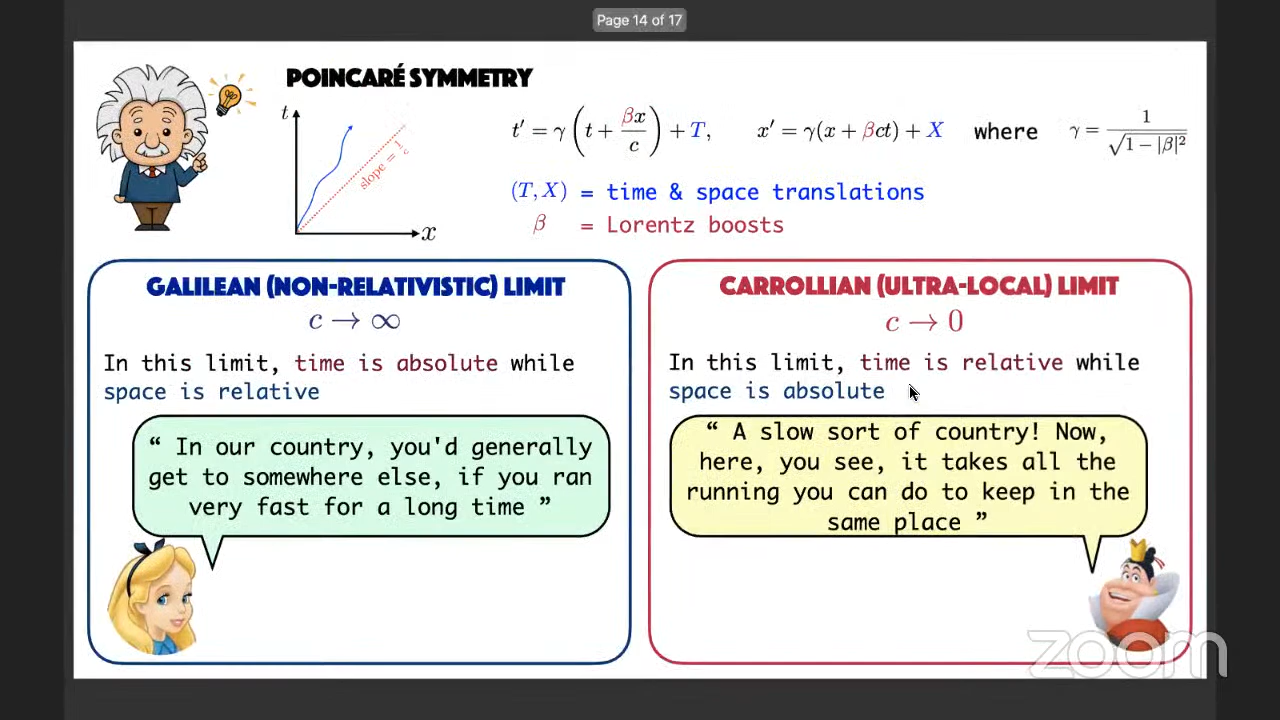 Page 14 of 17
POINCARÉ SYMMETRY
t
slope = 1/c
x
t′ = γ(t + βx/c) + T, x′ = γ(x + βct) + X where γ = 1/√(1−|β|²)
(T, X) = time & space translations
β = Lorentz boosts
GALILEAN (NON-RELATIVISTIC) LIMIT
c → ∞
In this limit, time is absolute while
space is relative
“ In our country, you'd generally
get to somewhere else, if you ran
very fast for a long time ”
CARROLLIAN (ULTRA-LOCAL) LIMIT
c → 0
In this limit, time is relative while
space is absolute
“ A slow sort of country! Now,
here, you see, it takes all the
running you can do to keep in the
same place ”
zoom